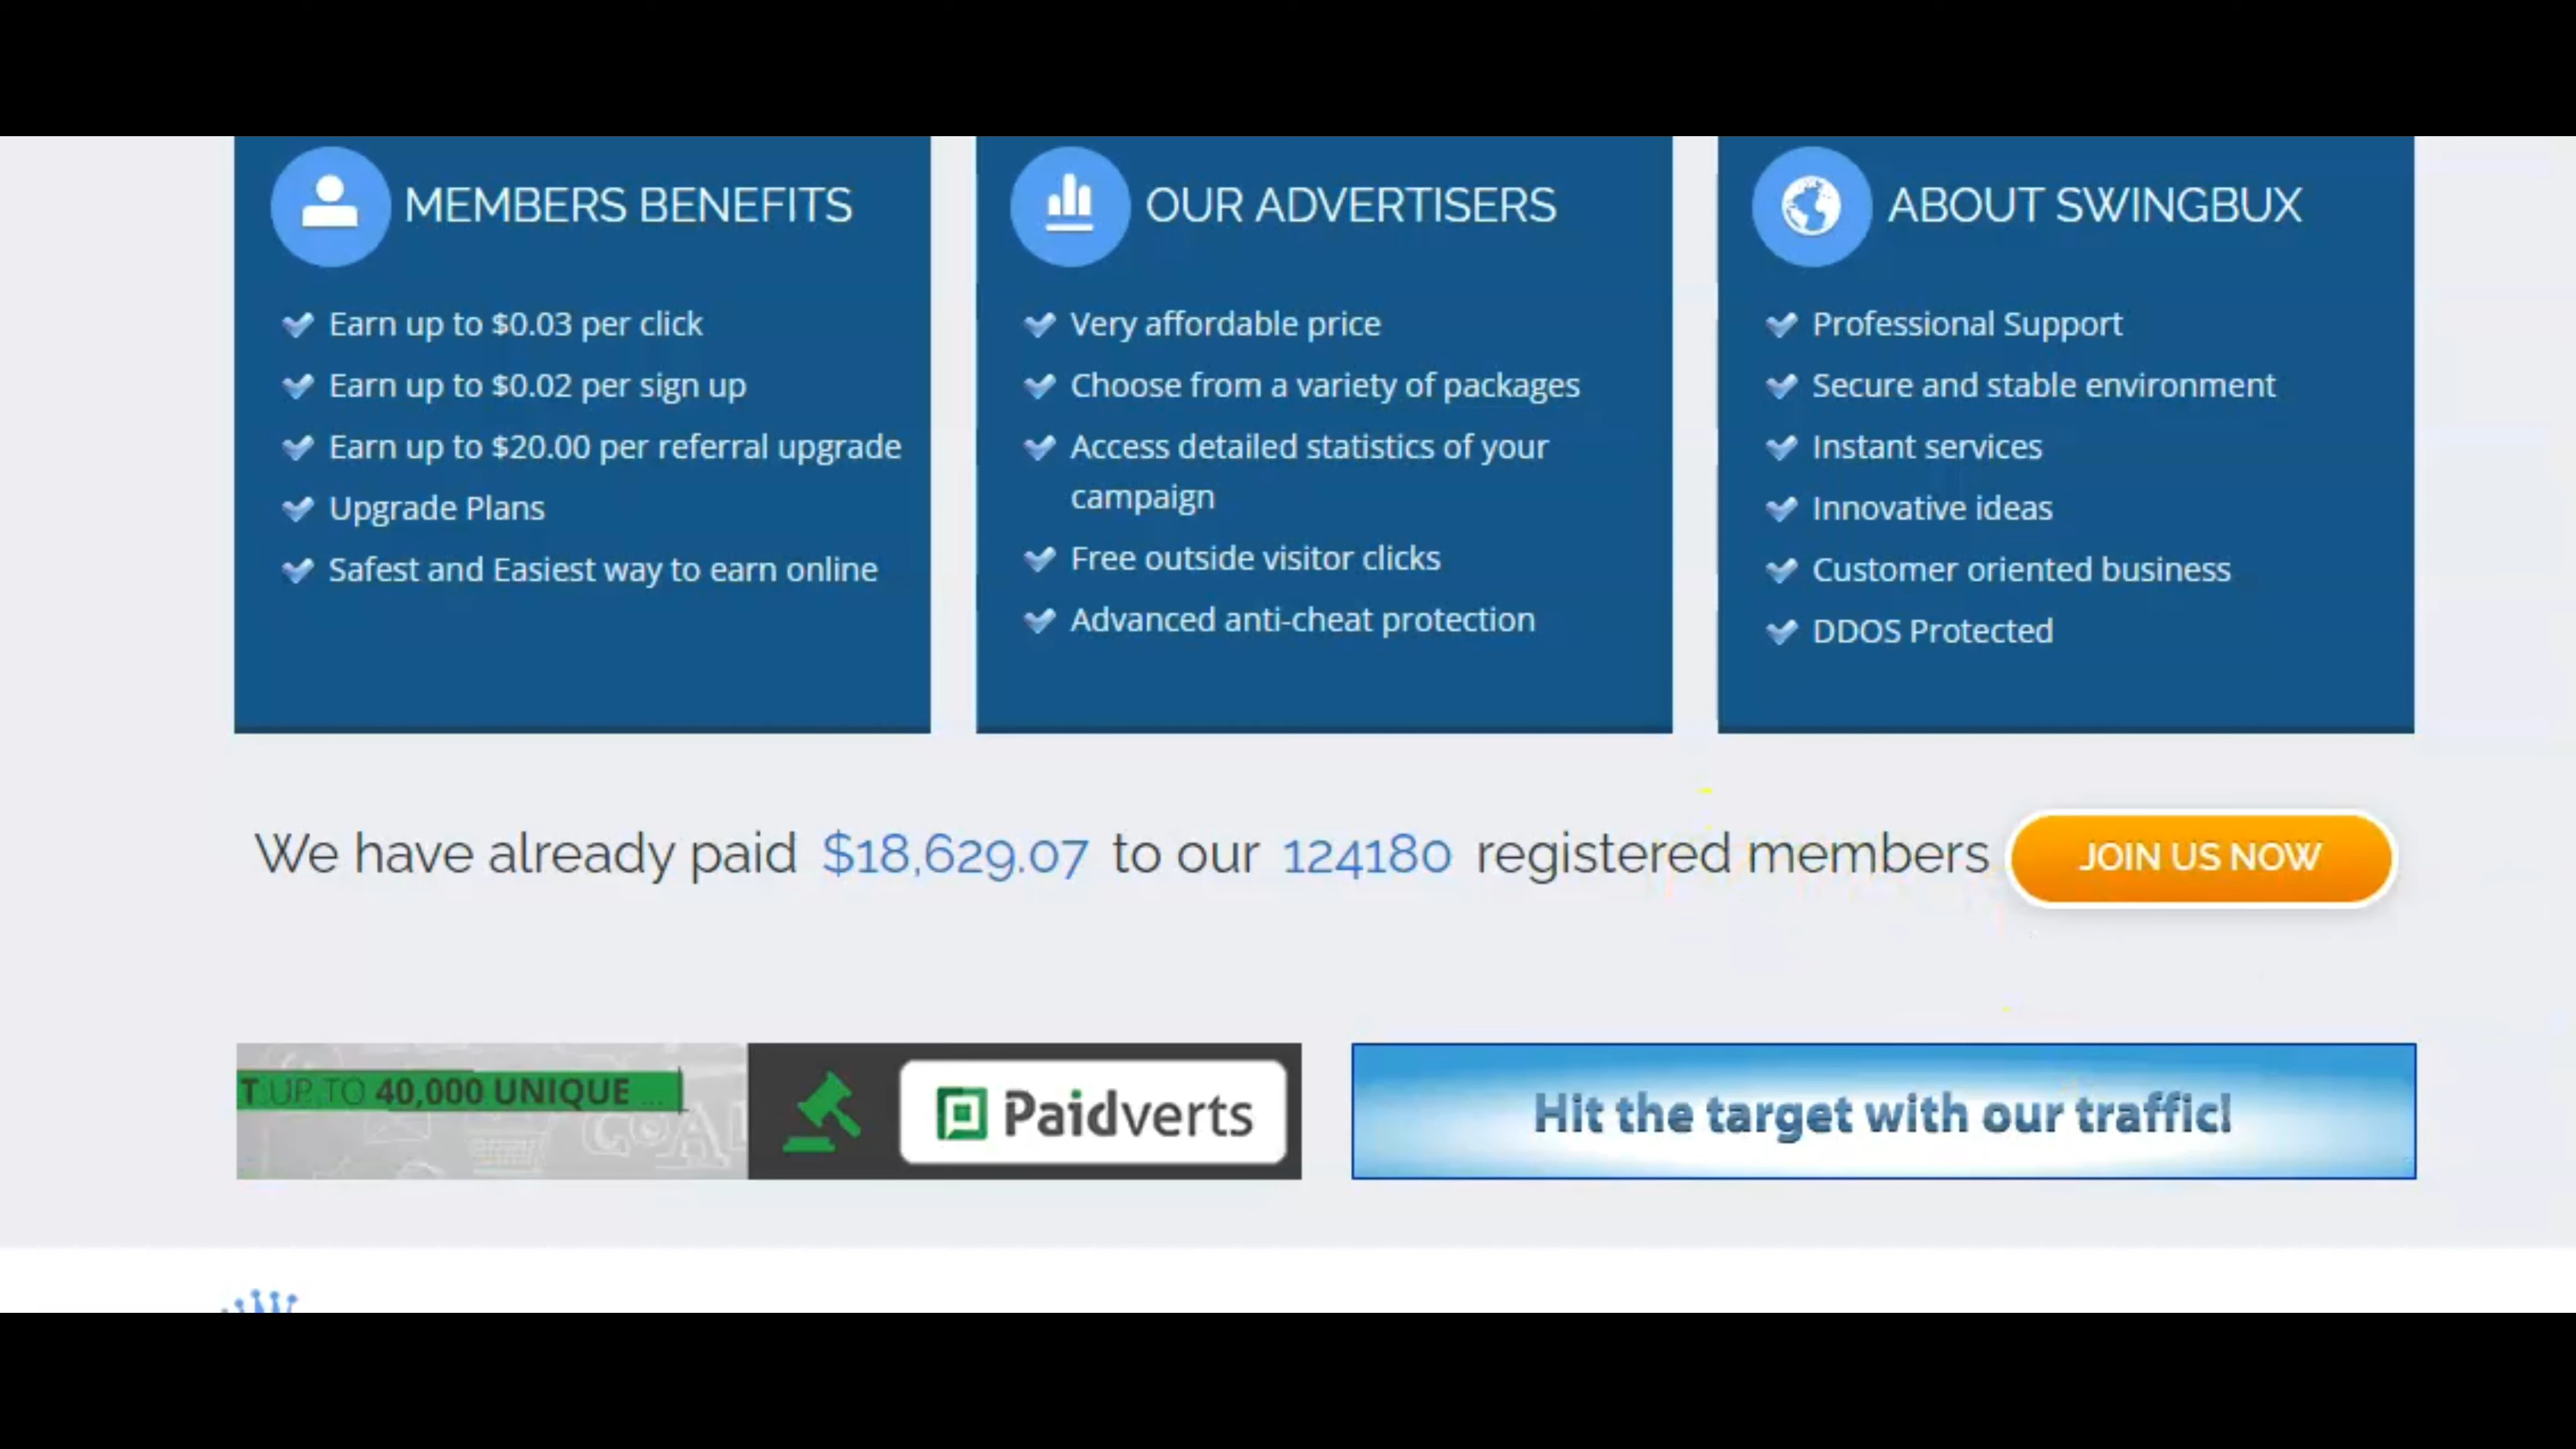 MEMBERS BENEFITS
Earn up to $0.03 per click
Earn up to $0.02 per sign up
Earn up to $20.00 per referral upgrade
Upgrade Plans
Safest and Easiest way to earn online
OUR ADVERTISERS
Very affordable price
Choose from a variety of packages
Access detailed statistics of your
campaign
Free outside visitor clicks
Advanced anti-cheat protection
ABOUT SWINGBUX
Professional Support
Secure and stable environment
Instant services
Innovative ideas
Customer oriented business
DDOS Protected
We have already paid $18,629.07 to our 124180 registered members
JOIN US NOW
T UP TO 40,000 UNIQUE ...
GOAL
Paidverts
Hit the target with our traffic!